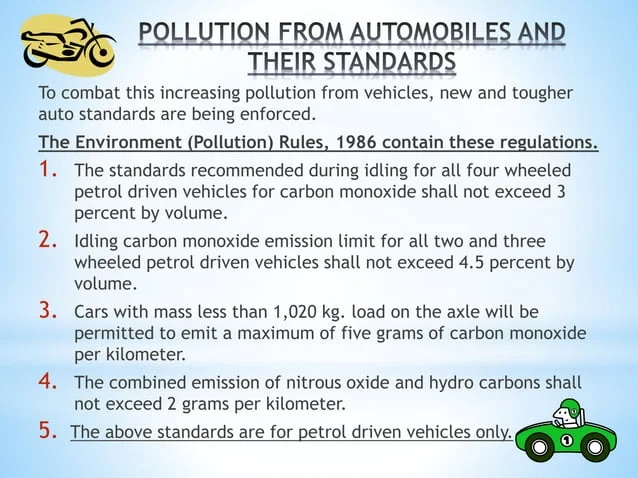 POLLUTION FROM AUTOMOBILES AND
THEIR STANDARDS
To combat this increasing pollution from vehicles, new and tougher
auto standards are being enforced.
The Environment (Pollution) Rules, 1986 contain these regulations.
1. The standards recommended during idling for all four wheeled
petrol driven vehicles for carbon monoxide shall not exceed 3
percent by volume.
2. Idling carbon monoxide emission limit for all two and three
wheeled petrol driven vehicles shall not exceed 4.5 percent by
volume.
3. Cars with mass less than 1,020 kg. load on the axle will be
permitted to emit a maximum of five grams of carbon monoxide
per kilometer.
4. The combined emission of nitrous oxide and hydro carbons shall
not exceed 2 grams per kilometer.
5. The above standards are for petrol driven vehicles only.
1